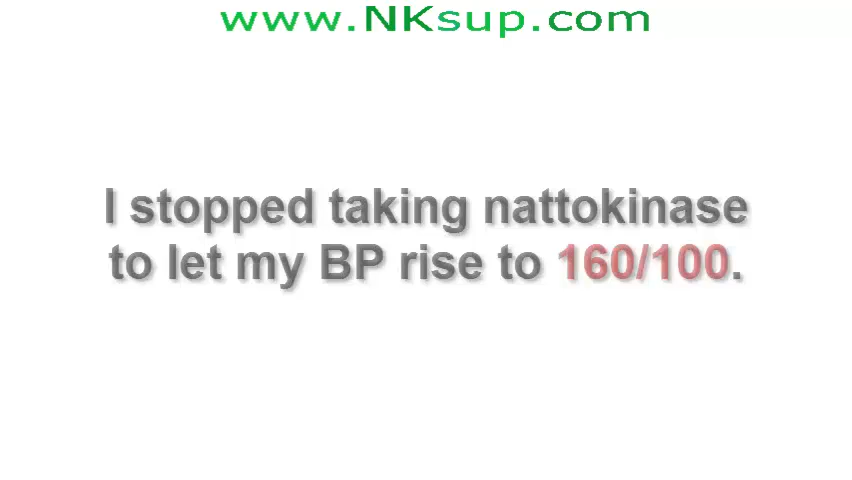 www.NKsup.com
I stopped taking nattokinase
to let my BP rise to 160/100.